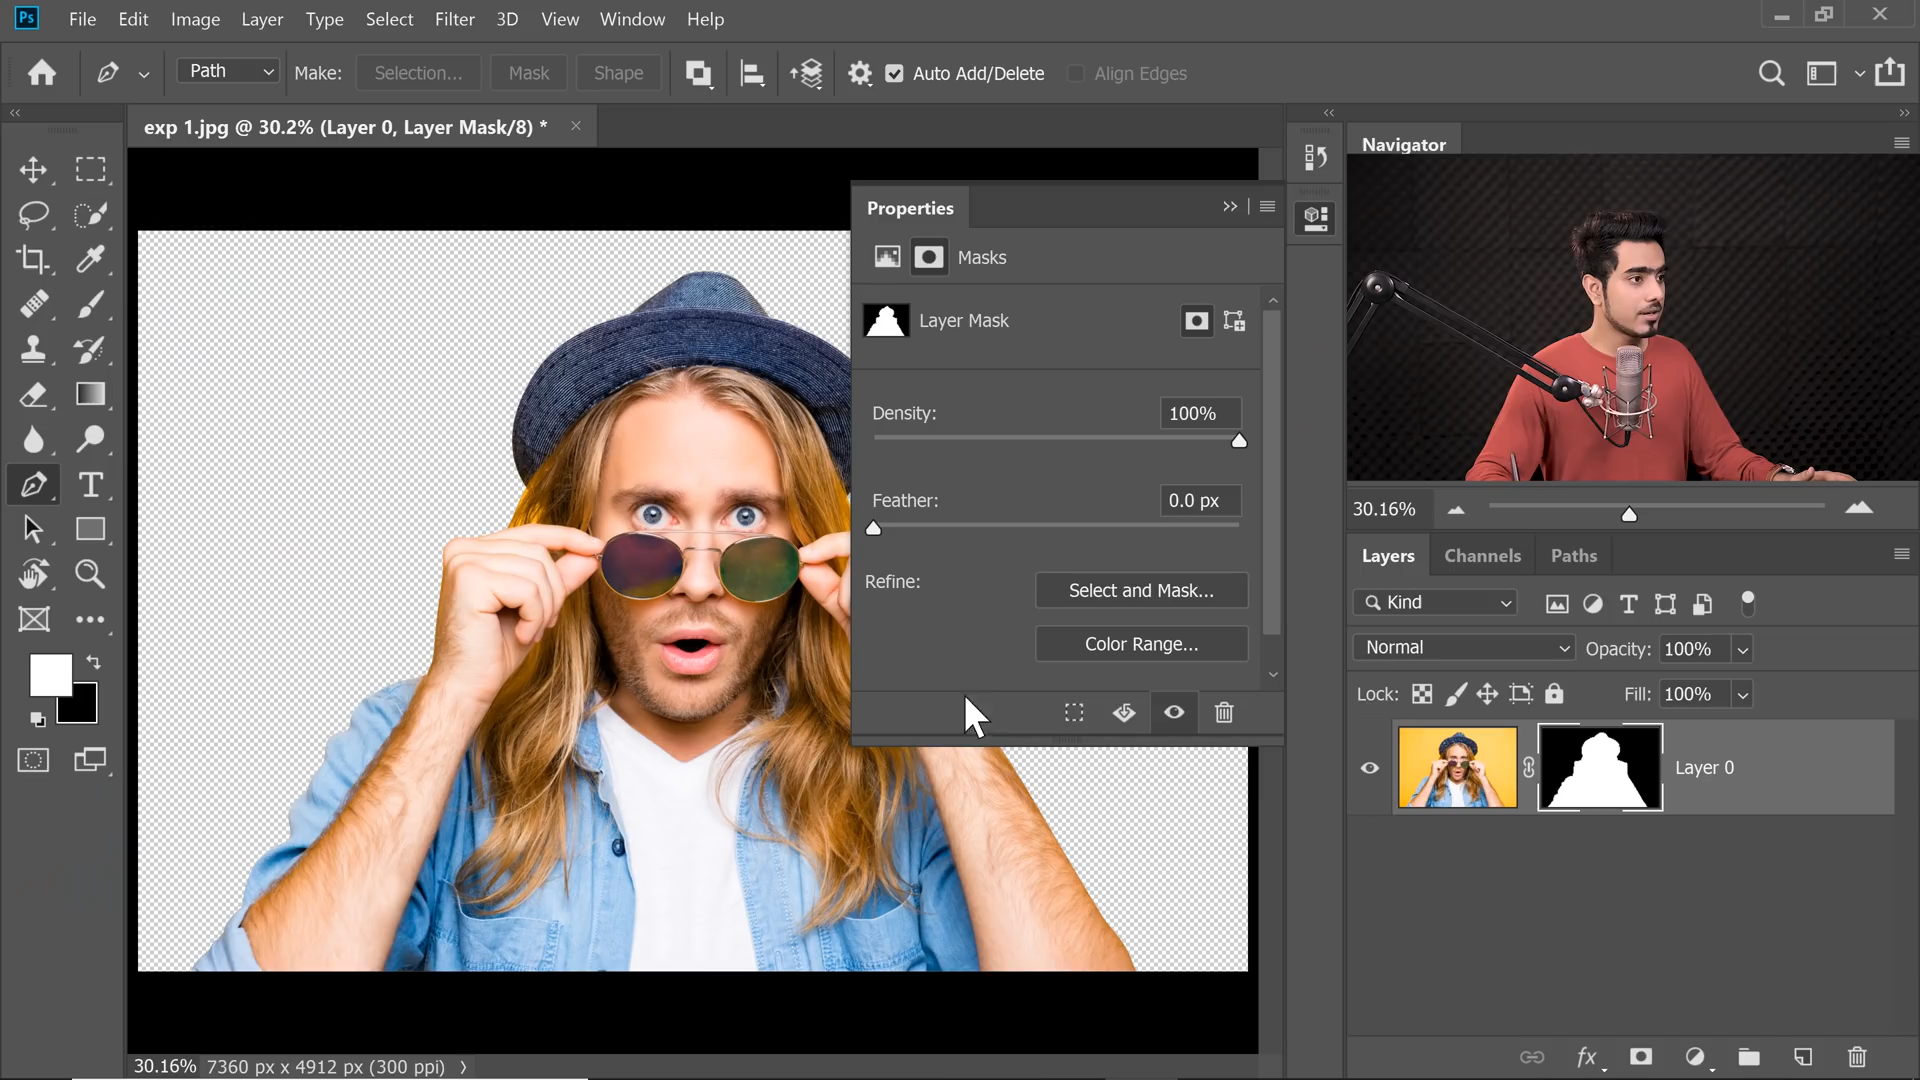 Ps File Edit Image Layer Type Select Filter 3D View Window Help
Path Make: Selection... Mask Shape Auto Add/Delete Align Edges
exp 1.jpg @ 30.2% (Layer 0, Layer Mask/8) *
Properties
Masks
Layer Mask
Density: 100%
Feather: 0.0 px
Refine: Select and Mask...
Color Range...
Navigator
30.16%
Layers Channels Paths
Kind
Normal Opacity: 100%
Lock: Fill: 100%
Layer 0
fx
30.16% 7360 px x 4912 px (300 ppi)